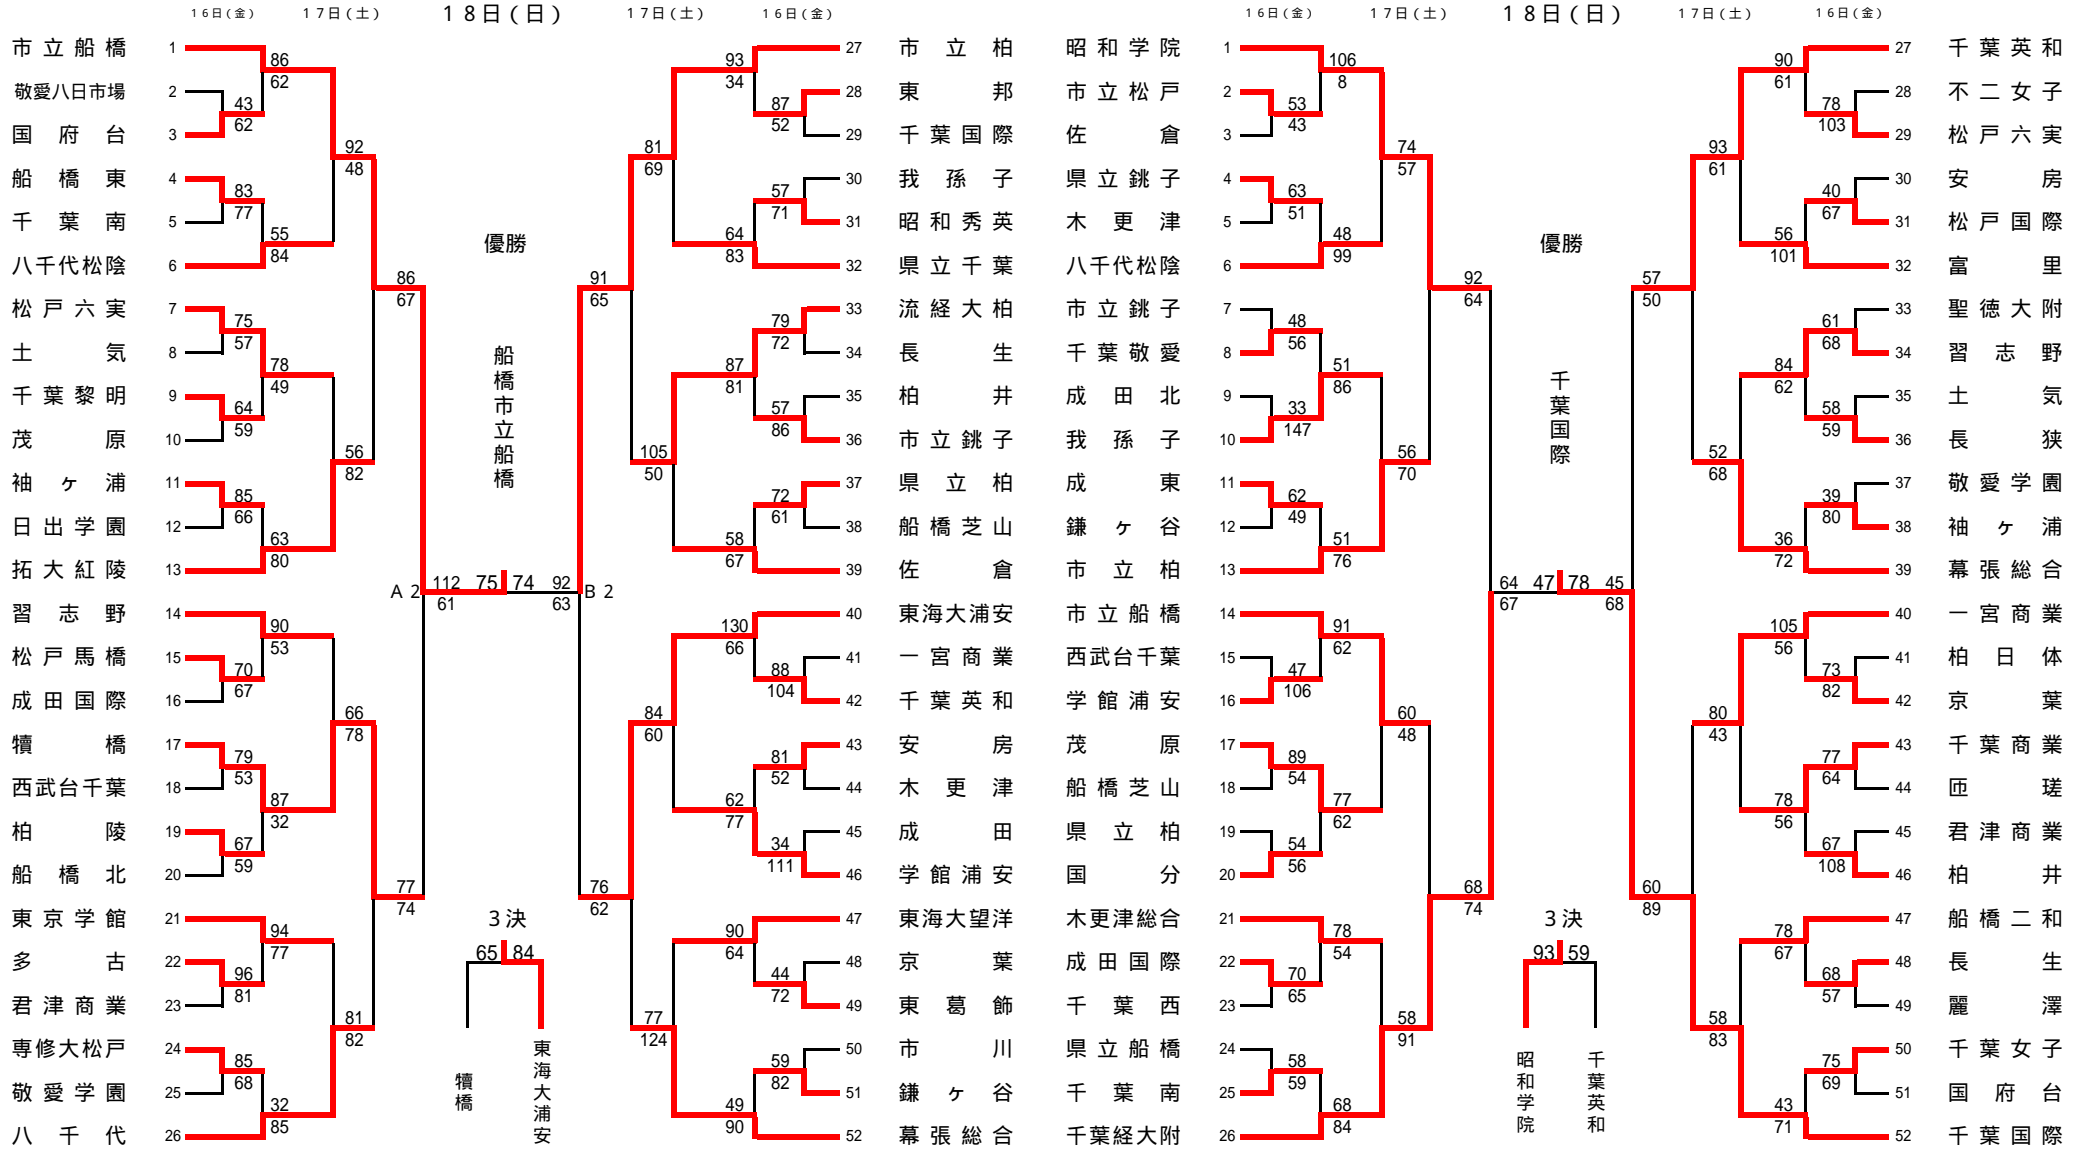 16日(金) 17日(土) 18日(日) 17日(土) 16日(金) 16日(金) 17日(土) 18日(日) 17日(土) 16日(金)
市立船橋 1 86 93 27 市立柏 昭和学院 1 106 90 27 千葉英和
62 34 8 61
敬愛八日市場 2 43 87 28 東邦 市立松戸 2 53 78 28 不二女子
62 52 43 103
国府台 3 29 千葉国際 佐倉 3 29 松戸六実
92 81 74 93
48 69 57 61
船橋東 4 83 57 30 我孫子 県立銚子 4 63 40 30 安房
77 71 51 67
千葉南 5 31 昭和秀英 木更津 5 31 松戸国際
55 優勝 64 48 優勝 56
84 83 99 101
八千代松陰 6 32 県立千葉 八千代松陰 6 32 富里
86 91 92 57
67 65 64 50
松戸六実 7 75 79 33 流経大柏 市立銚子 7 48 61 33 聖徳大附
57 72 56 68
土気 8 34 長生 千葉敬愛 8 34 習志野
78 船橋市立船橋 87 51 千葉国際 84
49 81 86 62
千葉黎明 9 64 57 35 柏井 成田北 9 33 58 35 土気
59 86 147 59
茂原 10 36 市立銚子 我孫子 10 36 長狭
56 105 56 52
82 50 70 68
袖ヶ浦 11 85 72 37 県立柏 成東 11 62 39 37 敬愛学園
66 61 49 80
日出学園 12 38 船橋芝山 鎌ヶ谷 12 38 袖ヶ浦
63 58 51 36
80 67 76 72
拓大紅陵 13 39 佐倉 市立柏 13 39 幕張総合
A2 112 75 74 92 B2 64 47 78 45
61 63 67 68
習志野 14 90 130 40 東海大浦安 市立船橋 14 91 105 40 一宮商業
53 66 62 56
松戸馬橋 15 70 88 41 一宮商業 西武台千葉 15 47 73 41 柏日体
67 104 106 82
成田国際 16 42 千葉英和 学館浦安 16 42 京葉
66 84 60 80
78 60 48 43
犢橋 17 79 81 43 安房 茂原 17 89 77 43 千葉商業
53 52 54 64
西武台千葉 18 44 木更津 船橋芝山 18 44 匝瑳
87 62 77 78
32 77 62 56
柏陵 19 67 34 45 成田 県立柏 19 54 67 45 君津商業
59 111 56 108
船橋北 20 46 学館浦安 国分 20 46 柏井
77 76 68 60
74 62 74 89
東京学館 21 94 3決 90 47 東海大望洋 木更津総合 21 78 3決 78 47 船橋二和
77 64 54 67
多古 22 96 65 84 44 48 京葉 成田国際 22 70 93 59 68 48 長生
81 72 65 57
君津商業 23 49 東葛飾 千葉西 23 49 麗澤
81 77 58 58
82 124 91 83
専修大松戸 24 85 59 50 市川 県立船橋 24 58 75 50 千葉女子
68 82 59 69
敬愛学園 25 犢橋 東海大浦安 51 鎌ヶ谷 千葉南 25 昭和学院 千葉英和 51 国府台
32 49 68 43
85 90 84 71
八千代 26 52 幕張総合 千葉経大附 26 52 千葉国際